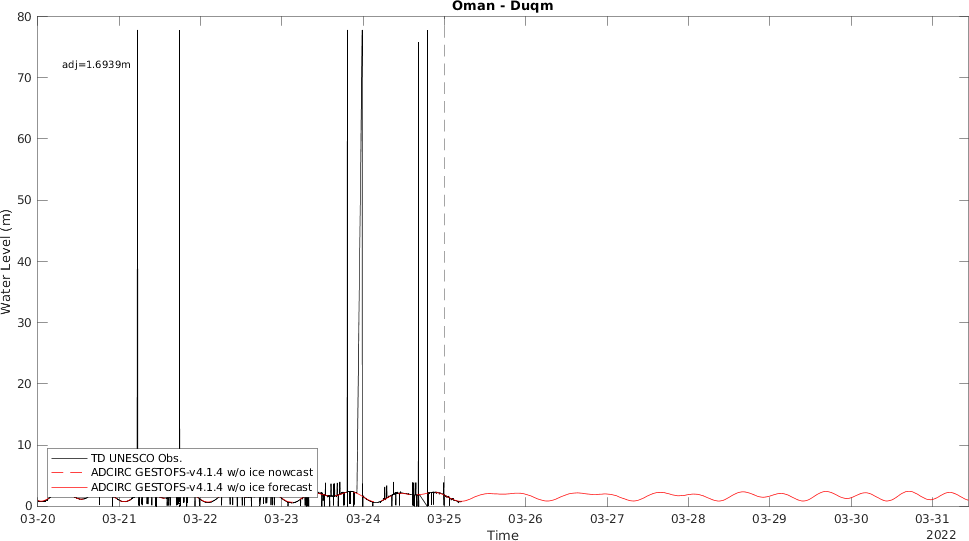 Oman - Duqm
80
70
60
50
40
30
20
10
0
Water Level (m)
adj=1.6939m
TD UNESCO Obs.
ADCIRC GESTOFS-v4.1.4 w/o ice nowcast
ADCIRC GESTOFS-v4.1.4 w/o ice forecast
03-20 03-21 03-22 03-23 03-24 03-25 03-26 03-27 03-28 03-29 03-30 03-31
Time
2022